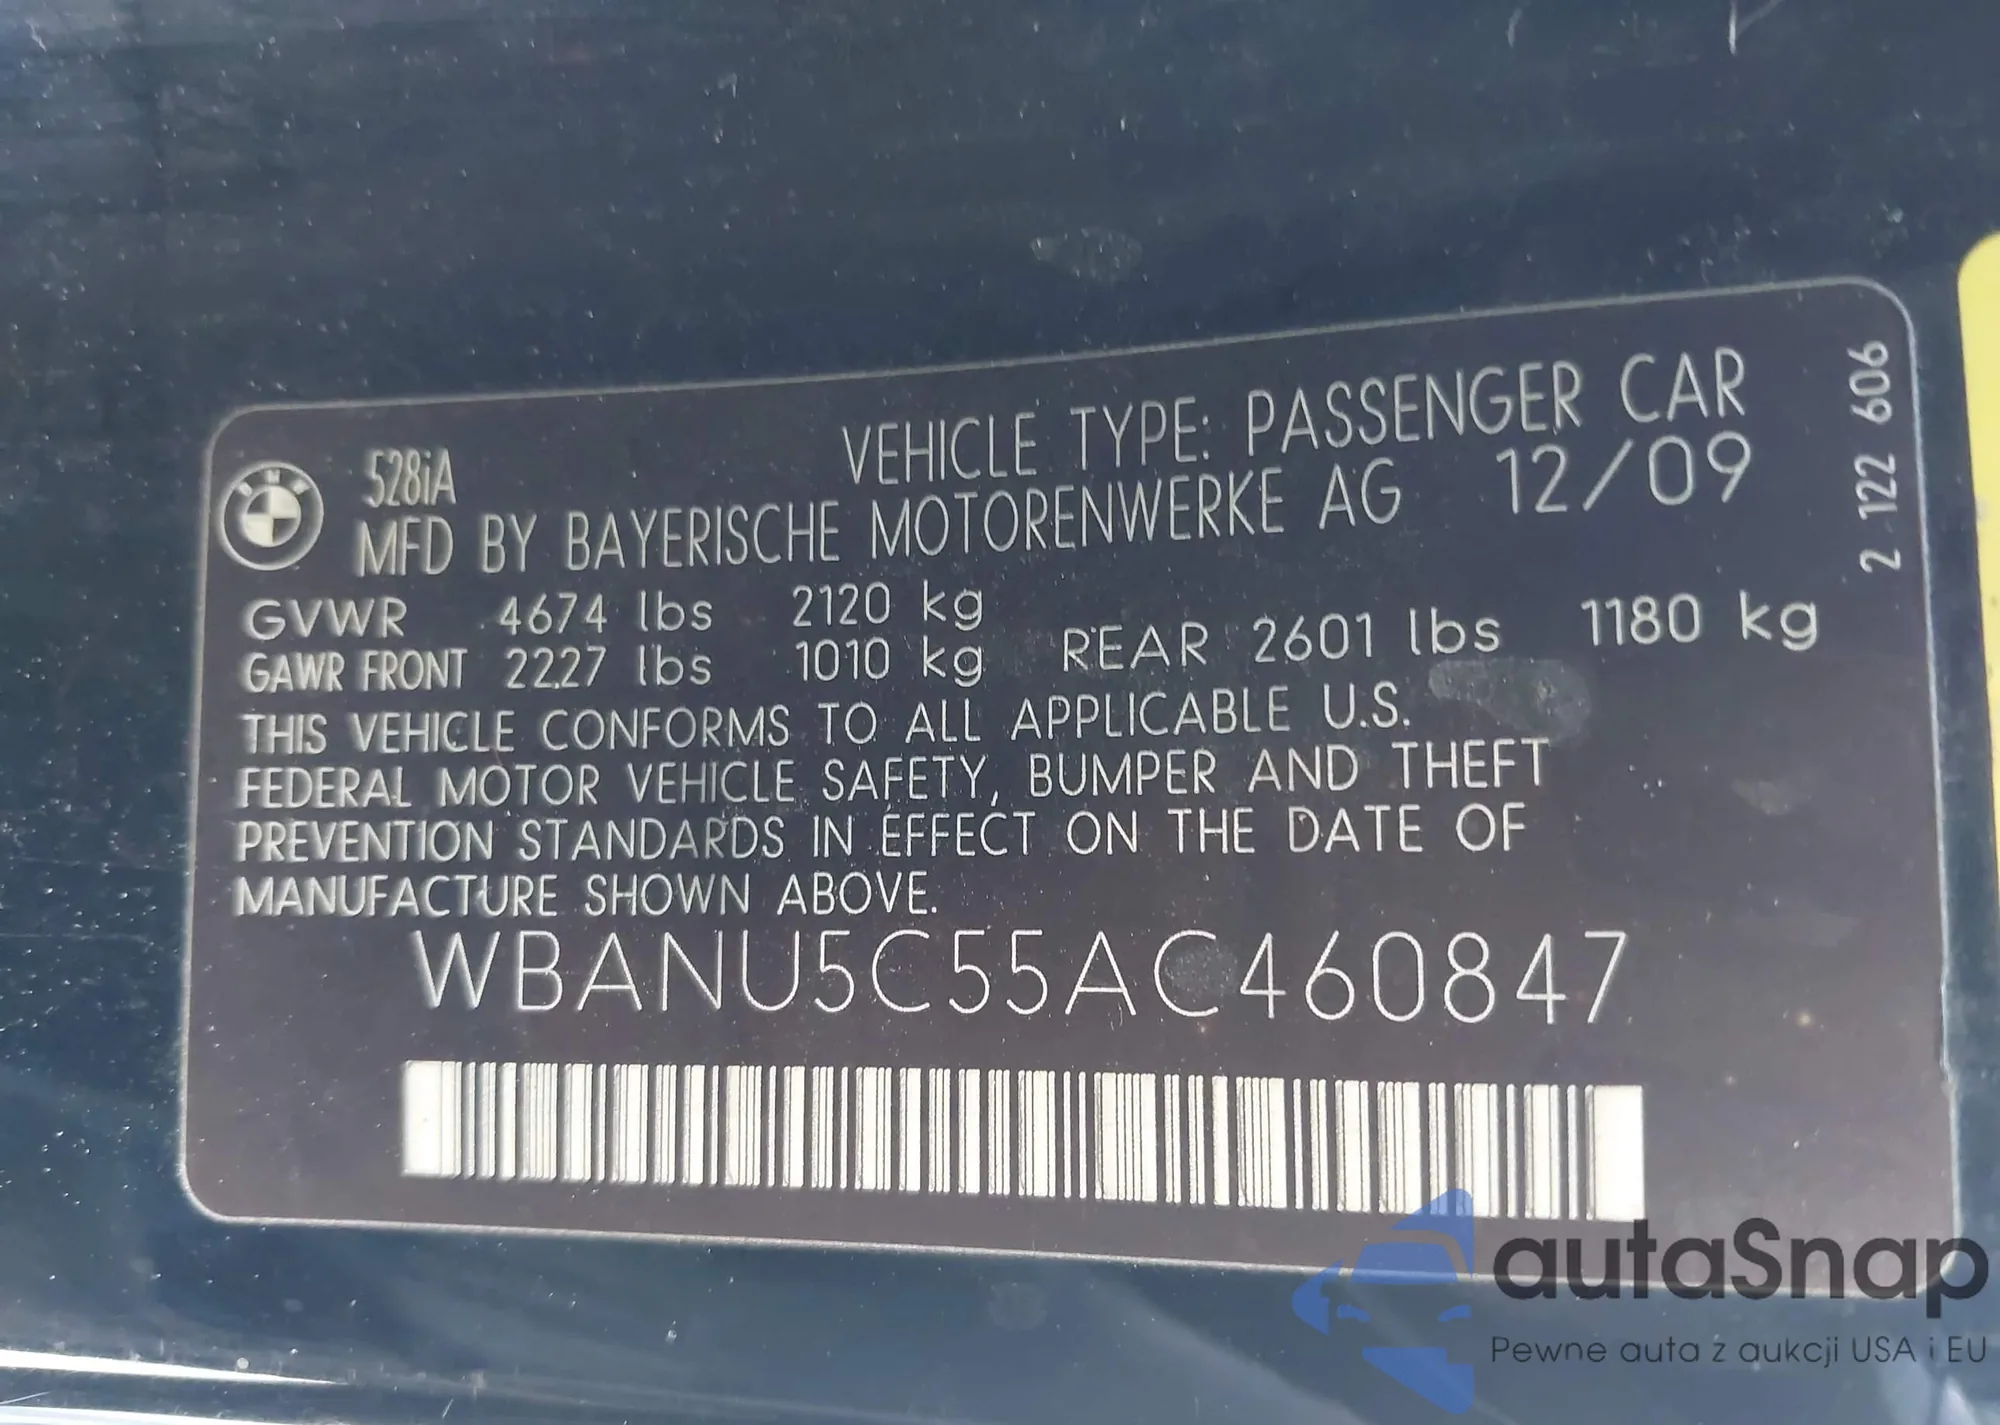 BMW
528iA
VEHICLE TYPE: PASSENGER CAR
MFD BY BAYERISCHE MOTORENWERKE AG 12/09
GVWR 4674 lbs 2120 kg
GAWR FRONT 2227 lbs 1010 kg REAR 2601 lbs 1180 kg
THIS VEHICLE CONFORMS TO ALL APPLICABLE U.S.
FEDERAL MOTOR VEHICLE SAFETY, BUMPER AND THEFT
PREVENTION STANDARDS IN EFFECT ON THE DATE OF
MANUFACTURE SHOWN ABOVE.
WBANU5C55AC460847
2 122 606
autaSnap
Pewne auta z aukcji USA i EU